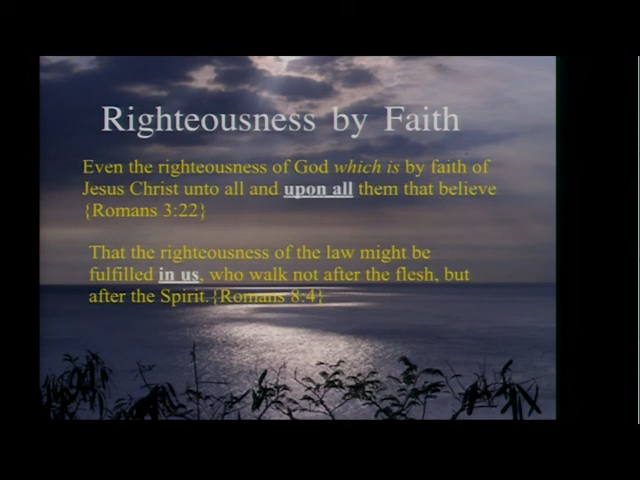 Righteousness by Faith
Even the righteousness of God which is by faith of
Jesus Christ unto all and upon all them that believe
{Romans 3:22}
That the righteousness of the law might be
fulfilled in us, who walk not after the flesh, but
after the Spirit.{Romans 8:4}